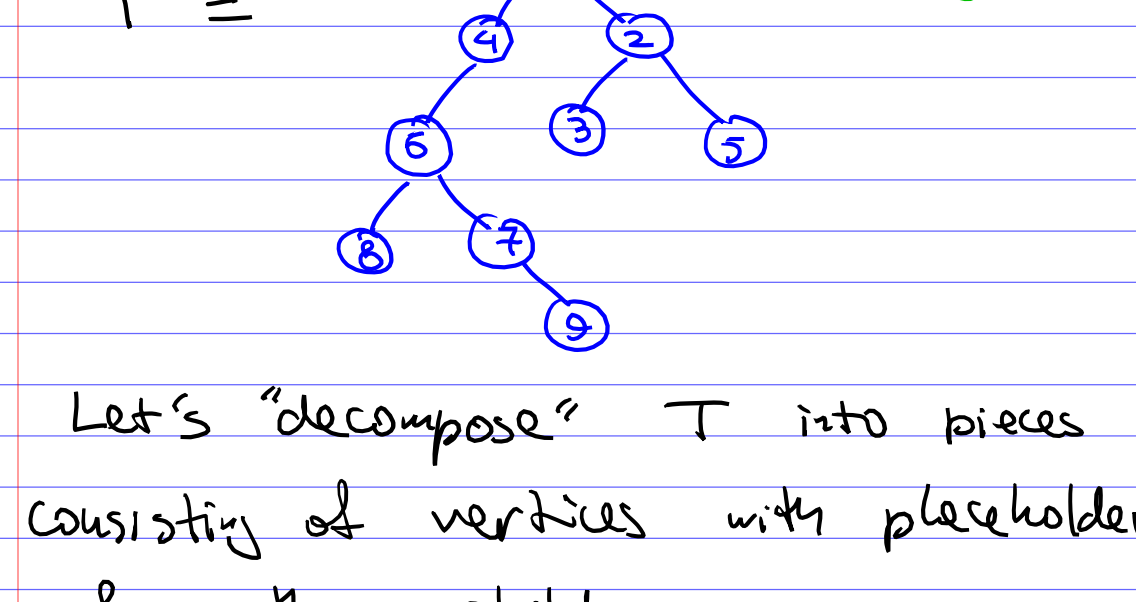 4 2
6 3 5
8 7
9
Let's "decompose" T into pieces
consisting of vertices with placeholder